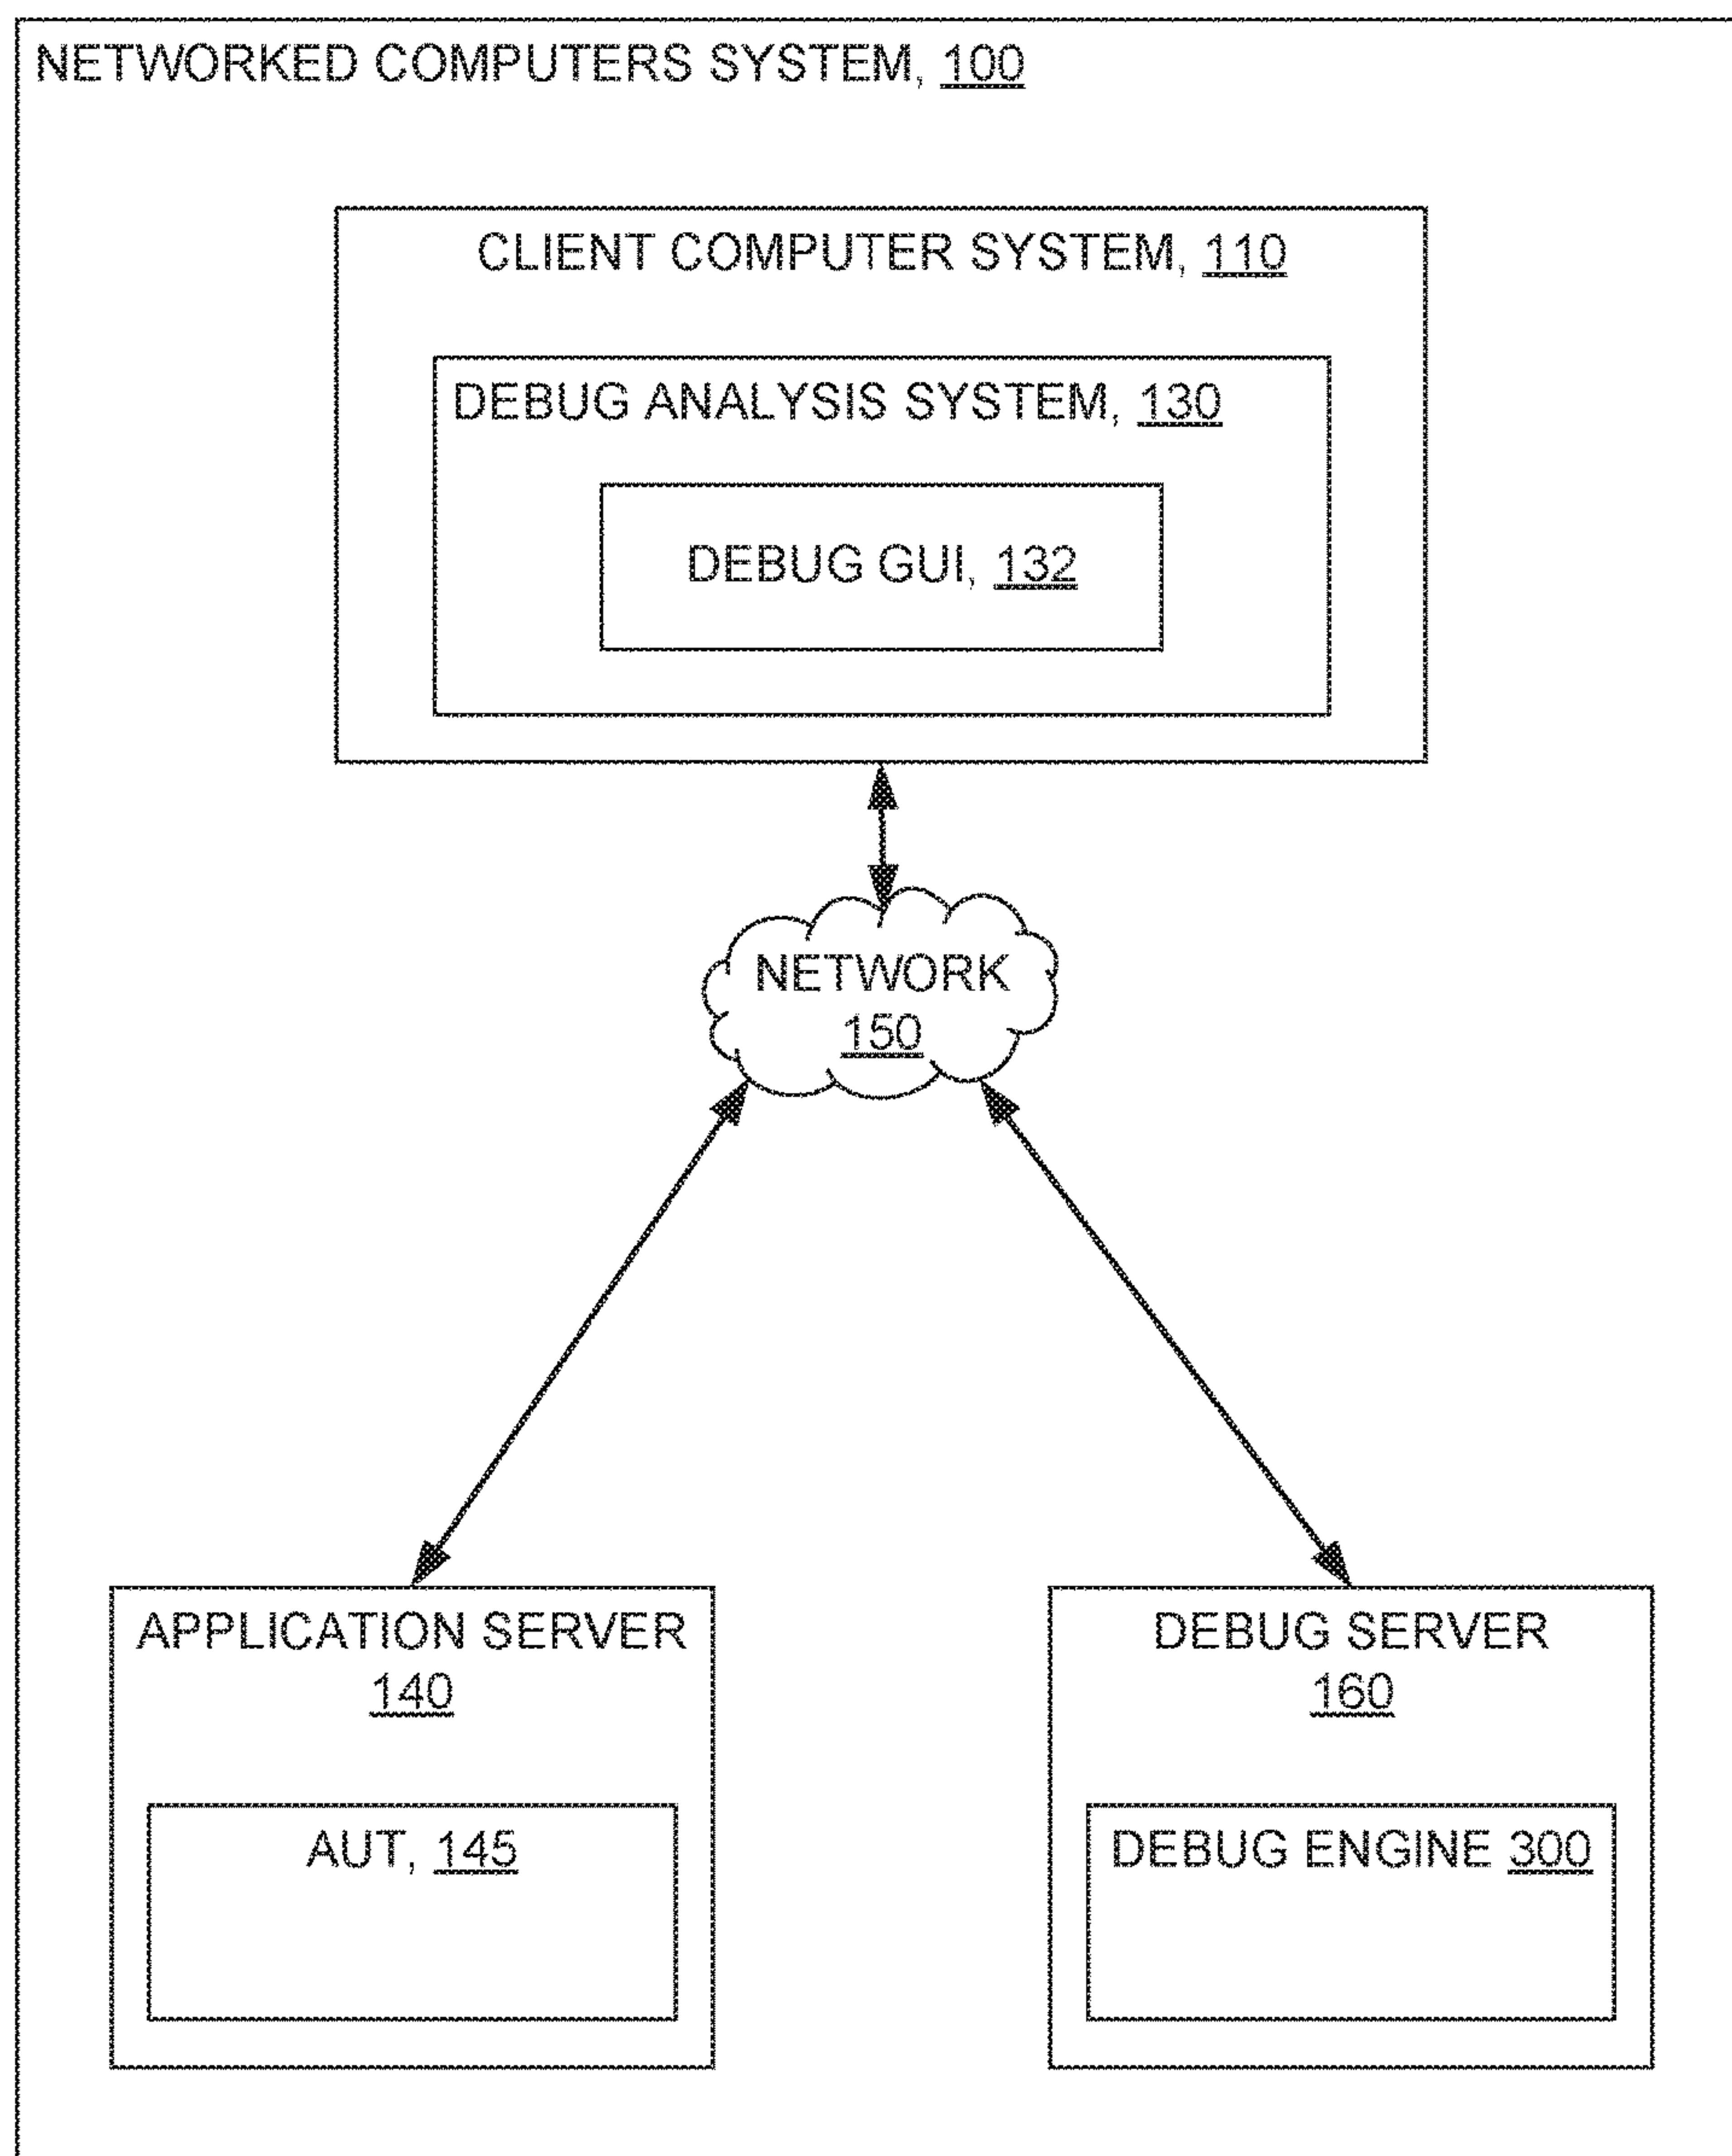 NETWORKED COMPUTERS SYSTEM, 100
CLIENT COMPUTER SYSTEM, 110
DEBUG ANALYSIS SYSTEM, 130
DEBUG GUI, 132
NETWORK
150
APPLICATION SERVER
140
AUT, 145
DEBUG SERVER
160
DEBUG ENGINE 300